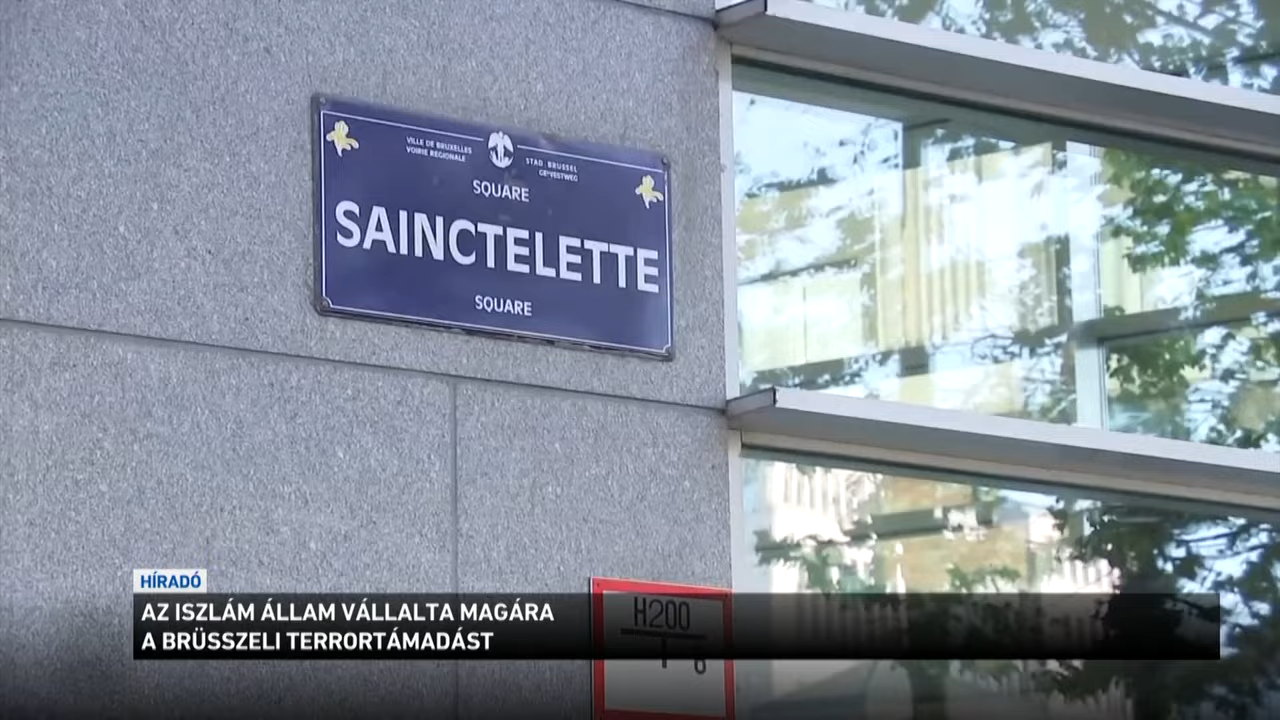 VILLE DE BRUXELLES
VOIRIE REGIONALE
STAD BRUSSEL
GEWESTWEG
SQUARE
SAINCTELETTE
SQUARE
HÍRADÓ
AZ ISZLÁM ÁLLAM VÁLLALTA MAGÁRA
A BRÜSSZELI TERRORTÁMADÁST
H200